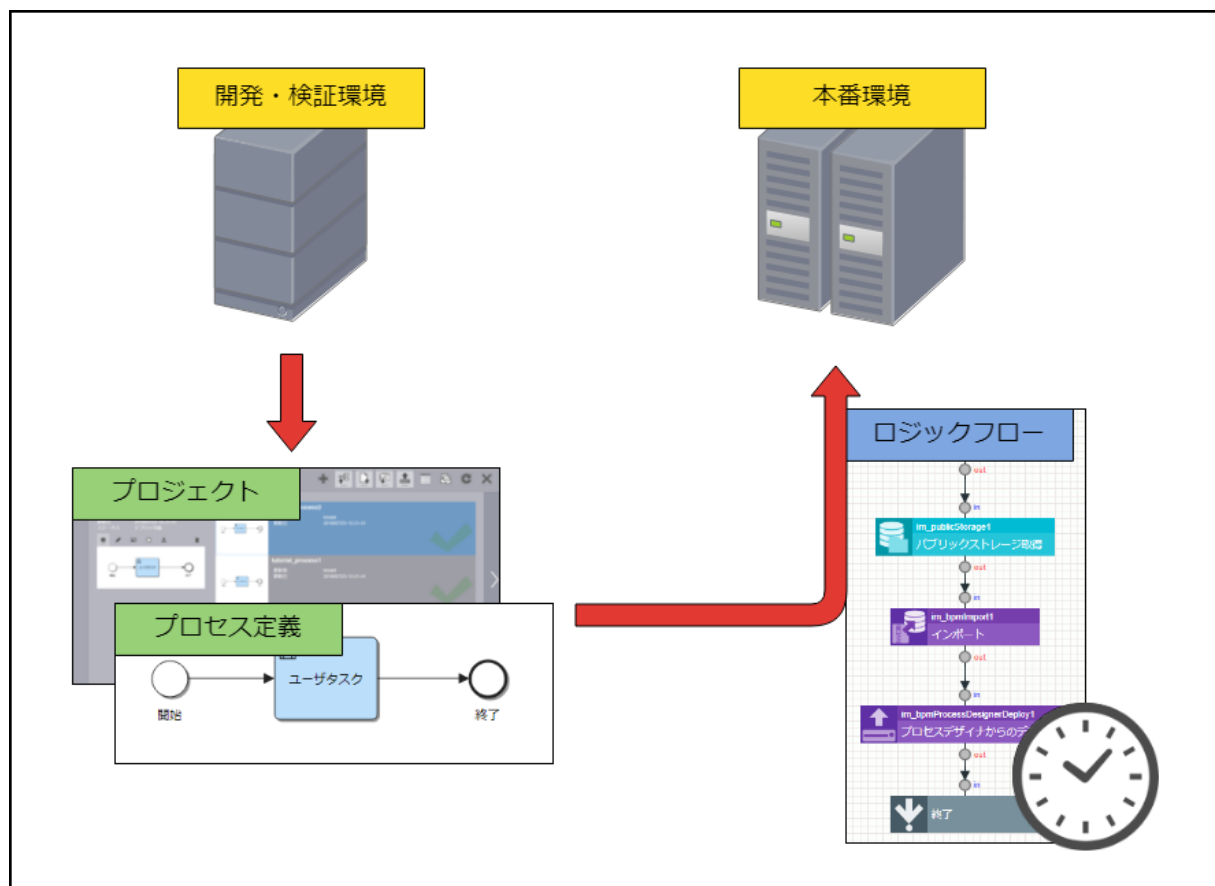 開発・検証環境
本番環境
プロジェクト
tutorial_process1
プロセス定義
ユーザタスク
開始
終了
ロジックフロー
out
in
im_publicStorage1
パブリックストレージ取得
out
in
im_bpmImport1
インポート
out
in
im_bpmProcessDesignerDeploy1
プロセスデザイナからのデ
out
in
終了